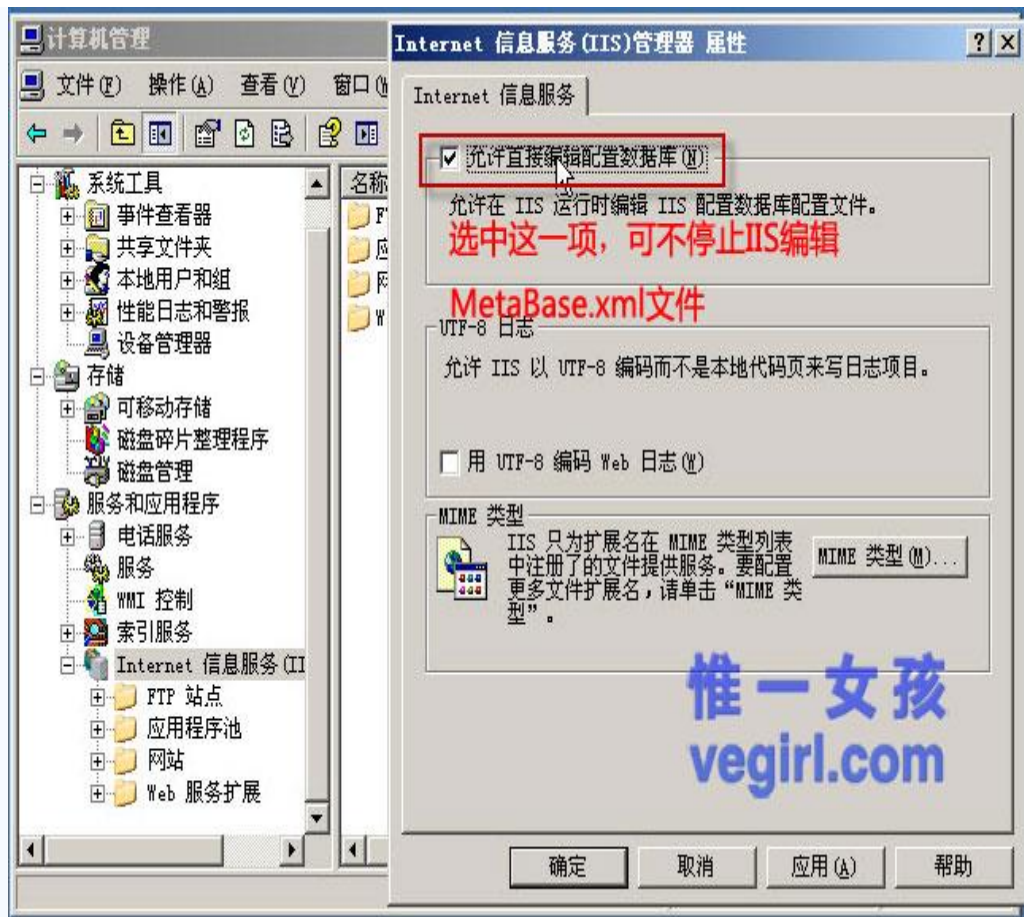 计算机管理
文件(F) 操作(A) 查看(V) 窗口(
系统工具
事件查看器
共享文件夹
本地用户和组
性能日志和警报
设备管理器
存储
可移动存储
磁盘碎片整理程序
磁盘管理
服务和应用程序
电话服务
服务
WMI 控制
索引服务
Internet 信息服务(II
FTP 站点
应用程序池
网站
Web 服务扩展
名称
F
应
网
W
Internet 信息服务(IIS)管理器 属性
Internet 信息服务
允许直接编辑配置数据库(N)
允许在 IIS 运行时编辑 IIS 配置数据库配置文件。
选中这一项，可不停止IIS编辑
MetaBase.xml文件
UTF-8 日志
允许 IIS 以 UTF-8 编码而不是本地代码页来写日志项目。
用 UTF-8 编码 Web 日志(W)
MIME 类型
IIS 只为扩展名在 MIME 类型列表
中注册了的文件提供服务。要配置
更多文件扩展名，请单击“MIME 类
型”。
MIME 类型(M)...
惟一女孩
vegirl.com
确定 取消 应用(A) 帮助